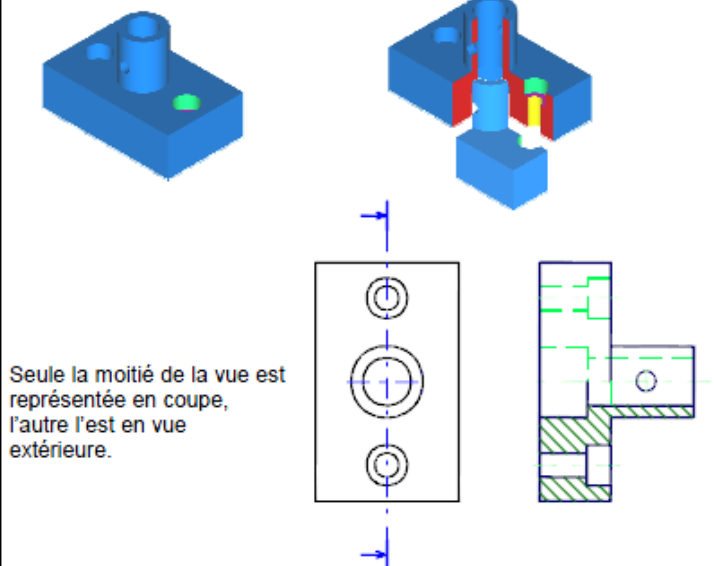 Seule la moitié de la vue est
représentée en coupe,
l'autre l'est en vue
extérieure.